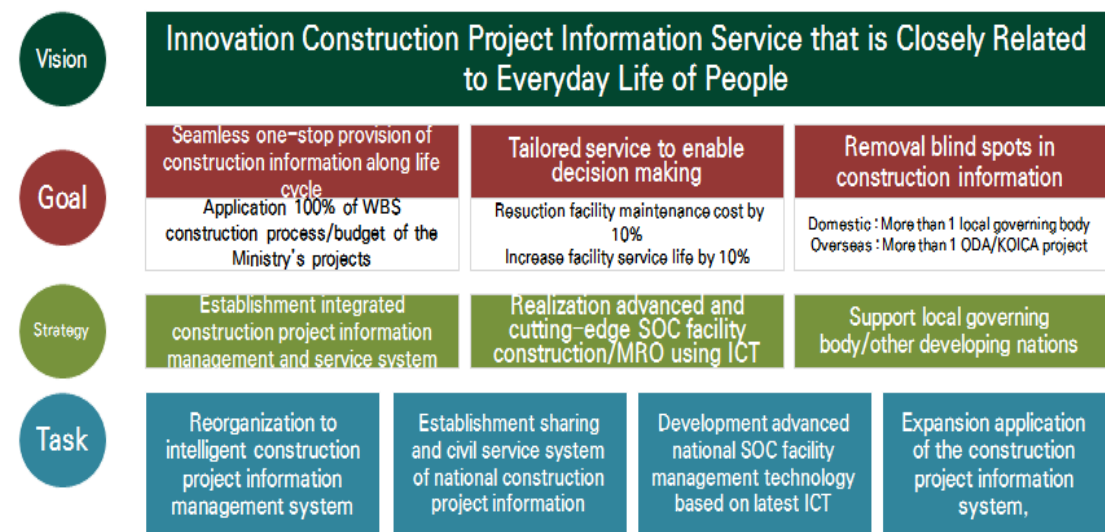 Vision
Innovation Construction Project Information Service that is Closely Related
to Everyday Life of People
Goal
Seamless one-stop provision of
construction information along life
cycle
Tailored service to enable
decision making
Removal blind spots in
construction information
Application 100% of WBS
construction process/budget of the
Ministry's projects
Resuction facility maintenance cost by
10%
Increase facility service life by 10%
Domestic : More than 1 local governing body
Overseas : More than 1 ODA/KOICA project
Strategy
Establishment integrated
construction project information
management and service system
Realization advanced and
cutting-edge SOC facility
construction/MRO using ICT
Support local governing
body/other developing nations
Task
Reorganization to
intelligent construction
project information
management system
Establishment sharing
and civil service system
of national construction
project information
Development advanced
national SOC facility
management technology
based on latest ICT
Expansion application
of the construction
project information
system,